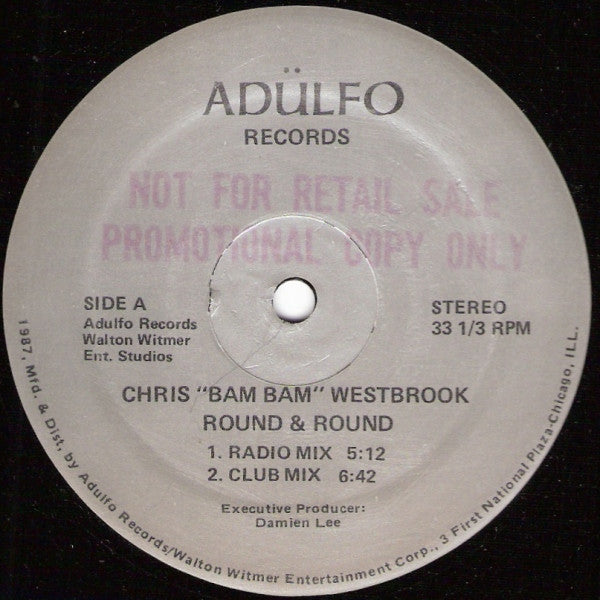 ADÜLFO
RECORDS
NOT FOR RETAIL SALE
PROMOTIONAL COPY ONLY
SIDE A
Adulfo Records
Walton Witmer
Ent. Studios
STEREO
33 1/3 RPM
CHRIS "BAM BAM" WESTBROOK
ROUND & ROUND
1. RADIO MIX 5:12
2. CLUB MIX 6:42
Executive Producer:
Damien Lee
1987, Mfd. & Dist, by Adulfo Records/Walton Witmer Entertainment Corp., 3 First National Plaza-Chicago, ILL.